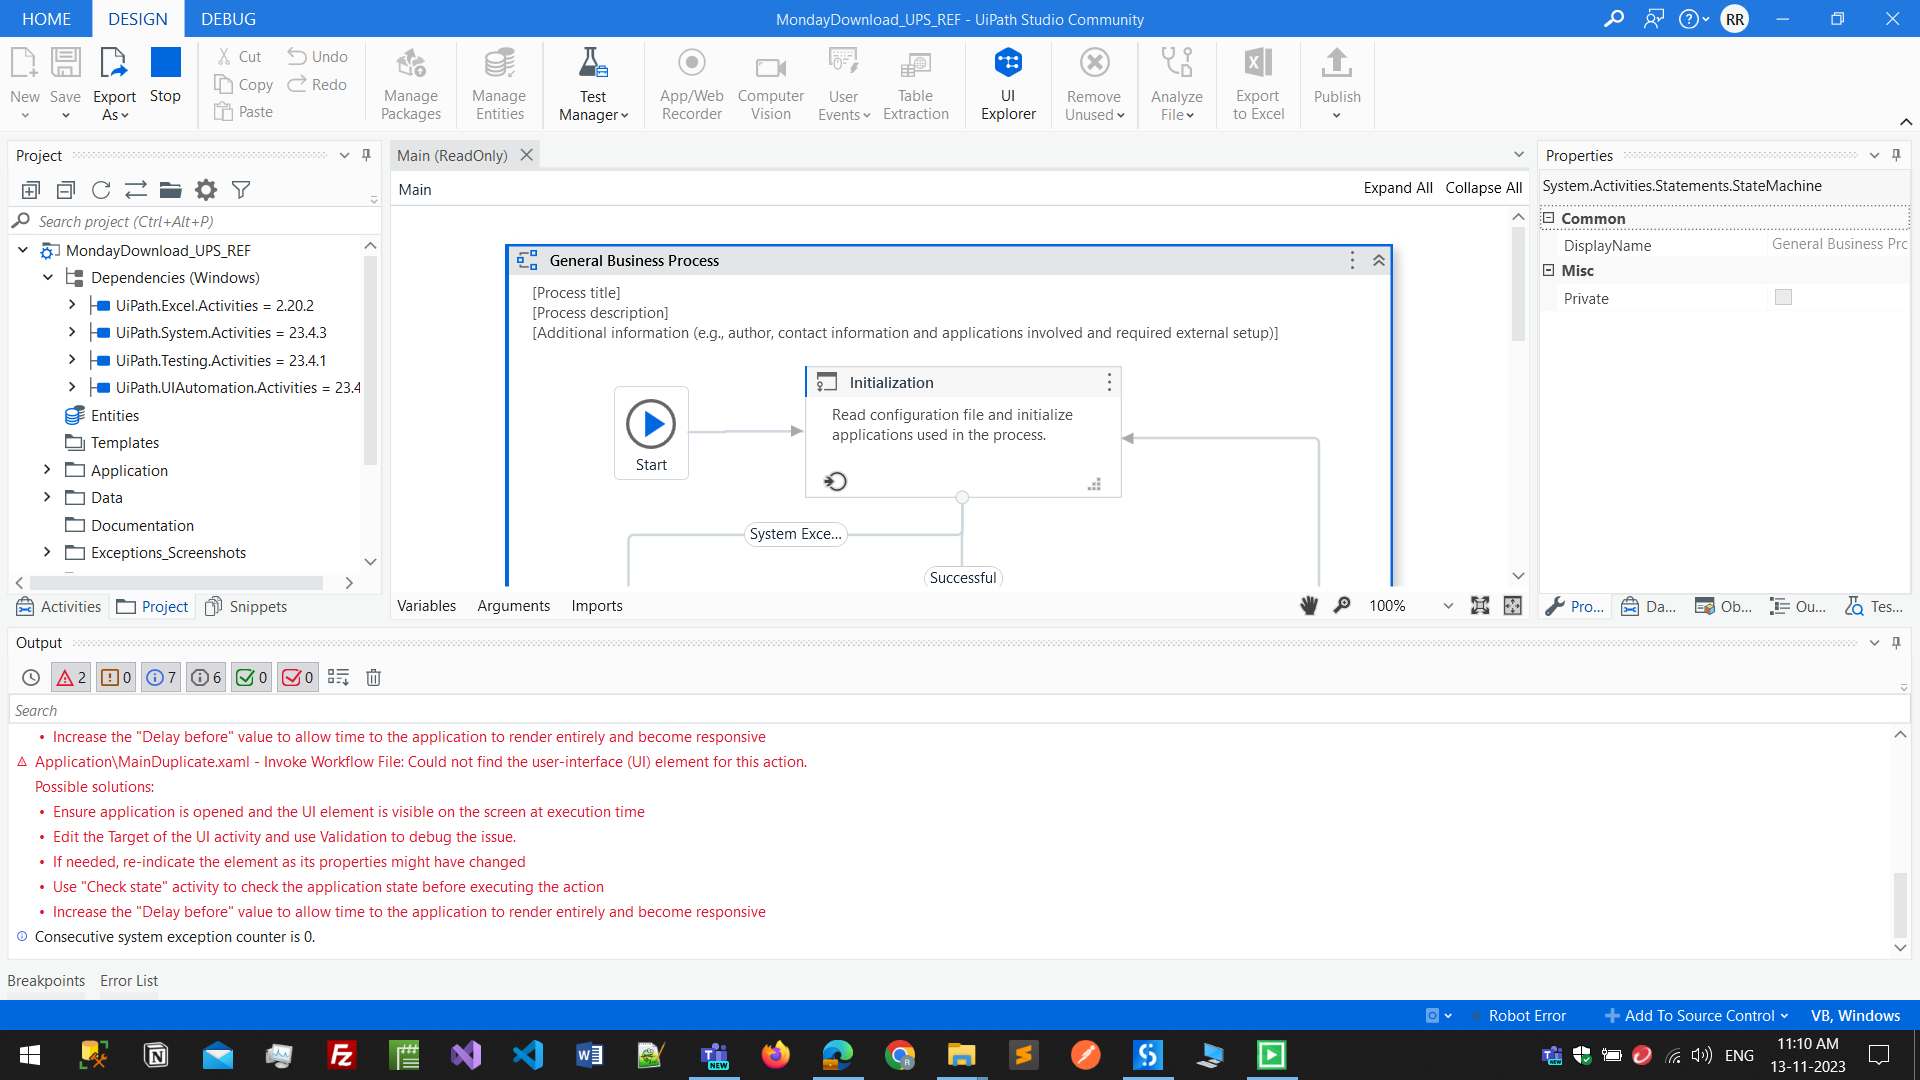 HOME DESIGN DEBUG
MondayDownload_UPS_REF - UiPath Studio Community
RR
New
Save
Export As
Stop
Cut
Copy
Paste
Undo
Redo
Manage Packages
Manage Entities
Test Manager
App/Web Recorder
Computer Vision
User Events
Table Extraction
UI Explorer
Remove Unused
Analyze File
Export to Excel
Publish
Project
Search project (Ctrl+Alt+P)
MondayDownload_UPS_REF
Dependencies (Windows)
UiPath.Excel.Activities = 2.20.2
UiPath.System.Activities = 23.4.3
UiPath.Testing.Activities = 23.4.1
UiPath.UIAutomation.Activities = 23.4
Entities
Templates
Application
Data
Documentation
Exceptions_Screenshots
Activities Project Snippets
Main (ReadOnly)
Main
Expand All Collapse All
General Business Process
[Process title]
[Process description]
[Additional information (e.g., author, contact information and applications involved and required external setup)]
Start
Initialization
Read configuration file and initialize
applications used in the process.
System Exce...
Successful
Variables Arguments Imports
100%
Properties
System.Activities.Statements.StateMachine
Common
DisplayName General Business Prc
Misc
Private
Pro... Da... Ob... Ou... Tes...
Output
2 0 7 6 0 0
Search
• Increase the "Delay before" value to allow time to the application to render entirely and become responsive
Application\MainDuplicate.xaml - Invoke Workflow File: Could not find the user-interface (UI) element for this action.
Possible solutions:
• Ensure application is opened and the UI element is visible on the screen at execution time
• Edit the Target of the UI activity and use Validation to debug the issue.
• If needed, re-indicate the element as its properties might have changed
• Use "Check state" activity to check the application state before executing the action
• Increase the "Delay before" value to allow time to the application to render entirely and become responsive
Consecutive system exception counter is 0.
Breakpoints Error List
Robot Error
Add To Source Control
VB, Windows
NEW
ENG
11:10 AM
13-11-2023